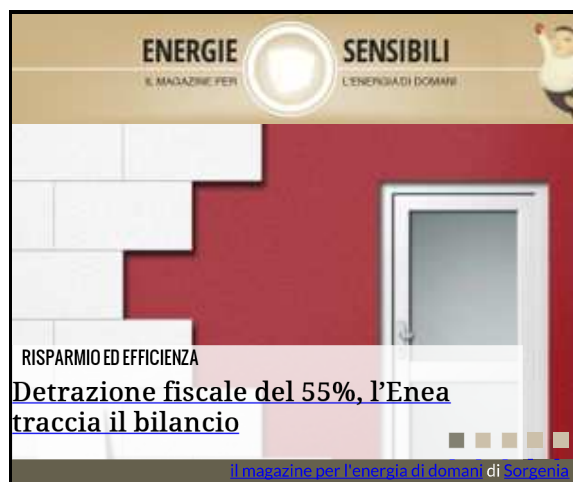 ENERGIE SENSIBILI
IL MAGAZINE PER L'ENERGIA DI DOMANI
RISPARMIO ED EFFICIENZA
Detrazione fiscale del 55%, l’Enea
traccia il bilancio
il magazine per l'energia di domani di Sorgenia